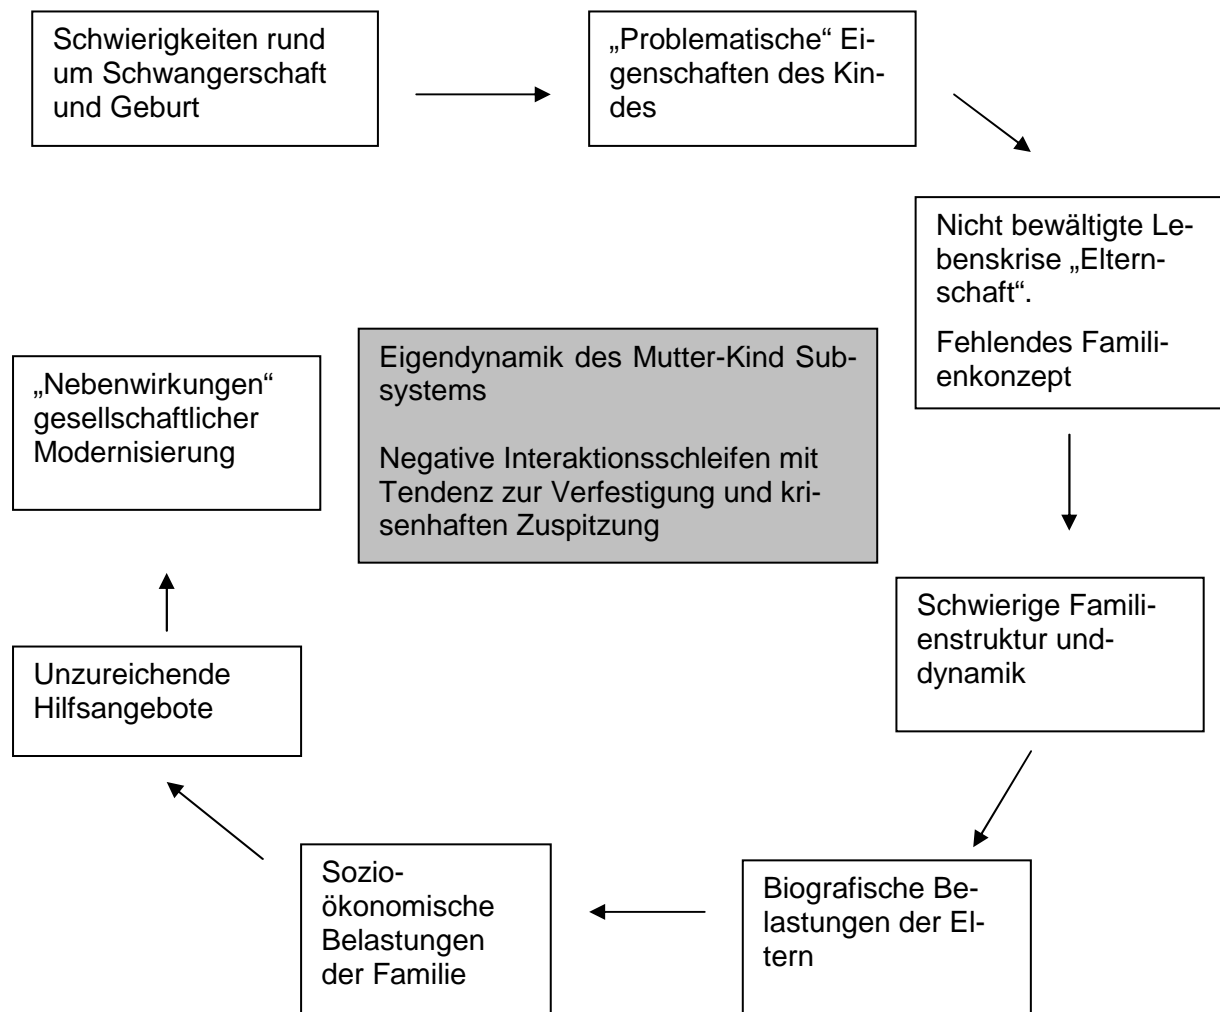 Schwierigkeiten rund
um Schwangerschaft
und Geburt
„Problematische“ Ei-
genschaften des Kin-
des
Nicht bewältigte Le-
benskrise „Eltern-
schaft“.
Fehlendes Famili-
enkonzept
Eigendynamik des Mutter-Kind Sub-
systems
Negative Interaktionsschleifen mit
Tendenz zur Verfestigung und kri-
senhaften Zuspitzung
„Nebenwirkungen“
gesellschaftlicher
Modernisierung
Schwierige Famili-
enstruktur und-
dynamik
Unzureichende
Hilfsangebote
Sozio-
ökonomische
Belastungen
der Familie
Biografische Be-
lastungen der El-
tern